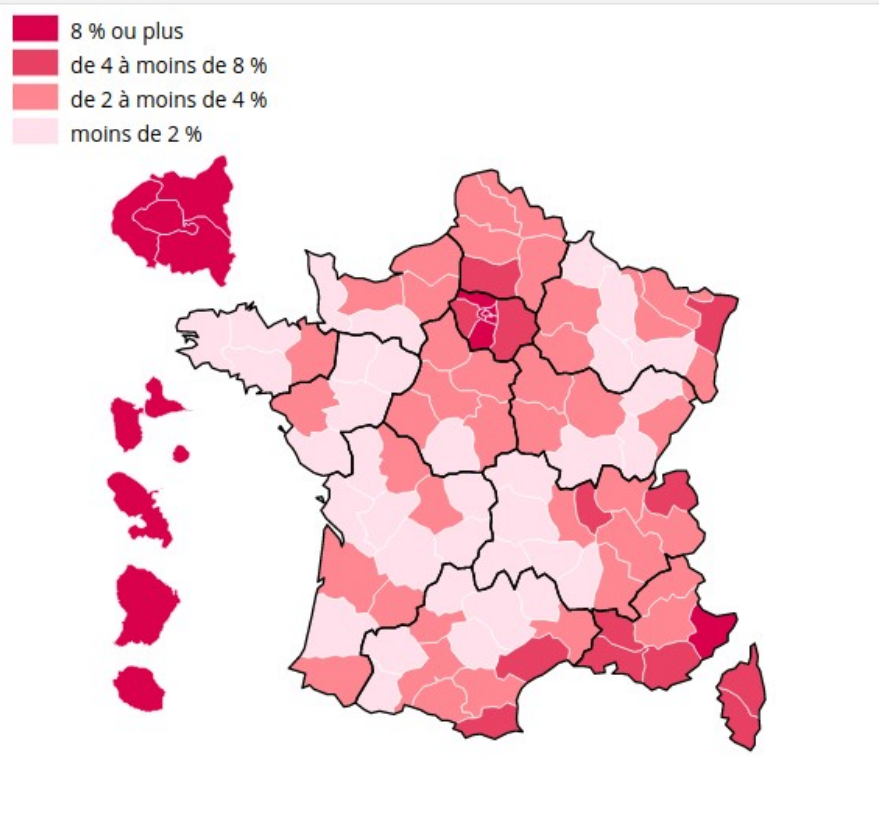 8 % ou plus
de 4 à moins de 8 %
de 2 à moins de 4 %
moins de 2 %